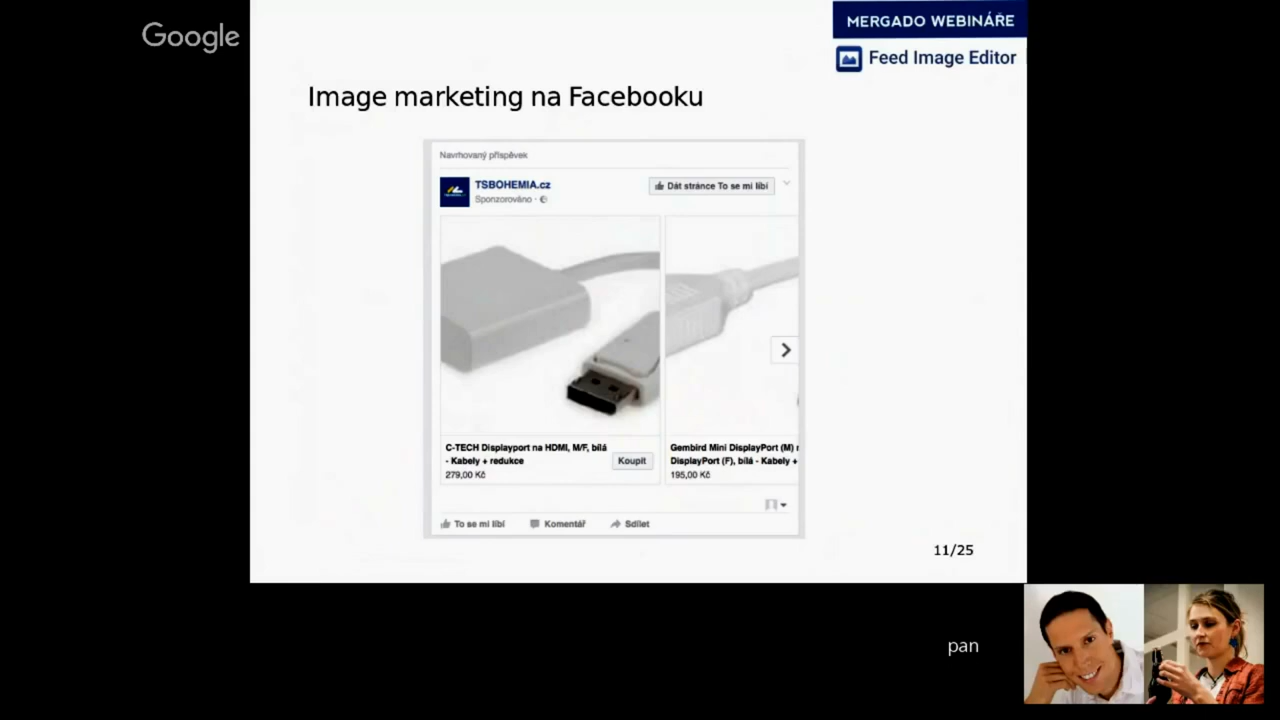 Google
MERGADO WEBINÁŘE
Feed Image Editor
Image marketing na Facebooku
Navrhovaný příspěvek
TSBOHEMIA.cz
Sponzorováno ·
Dát stránce To se mi líbí
C-TECH Displayport na HDMI, M/F, bílá
- Kabely + redukce
279,00 Kč
Koupit
Gembird Mini DisplayPort (M)
DisplayPort (F), bílá - Kabely +
195,00 Kč
To se mi líbí
Komentář
Sdílet
11/25
pan